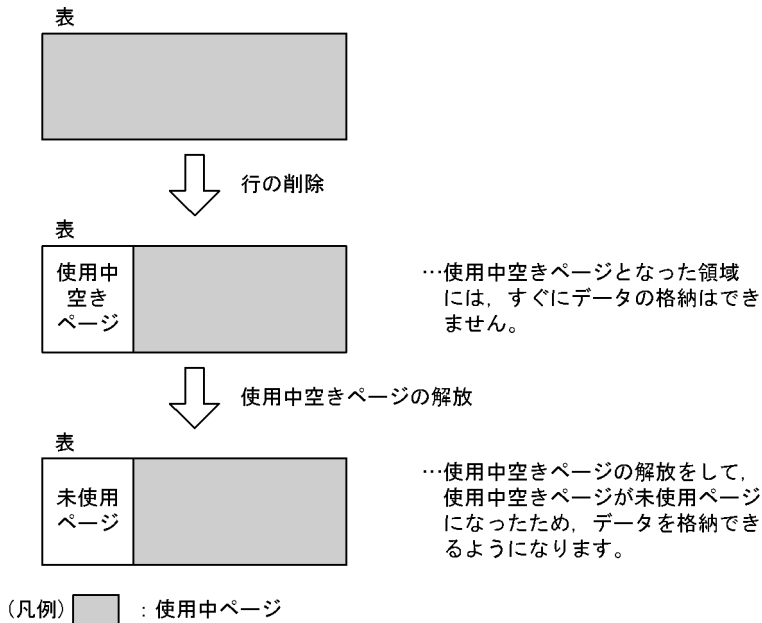 表
行の削除
表
使用中
空き
ページ
…使用中空きページとなった領域
には，すぐにデータの格納はでき
ません。
使用中空きページの解放
表
未使用
ページ
…使用中空きページの解放をして，
使用中空きページが未使用ページ
になったため，データを格納でき
るようになります。
(凡例) ：使用中ページ